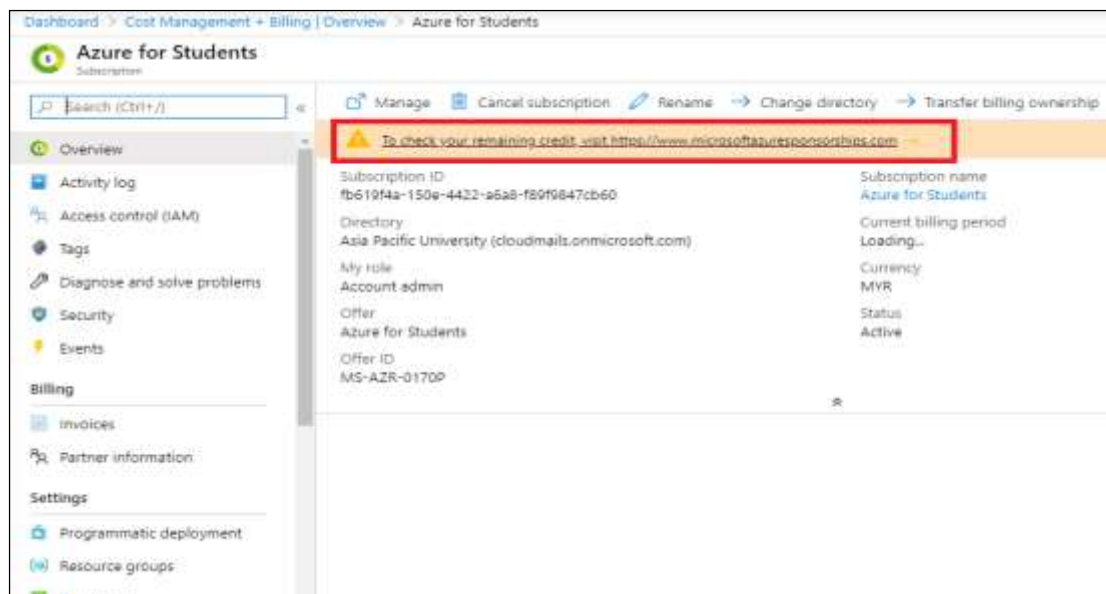 Dashboard > Cost Management + Billing | Overview > Azure for Students
Azure for Students
Subscription
Search (Ctrl+/)
«
Manage
Cancel subscription
Rename
Change directory
Transfer billing ownership
To check your remaining credit, visit https://www.microsoftazuresponsorships.com
Overview
Activity log
Access control (IAM)
Tags
Diagnose and solve problems
Security
Events
Billing
Invoices
Partner information
Settings
Programmatic deployment
Resource groups
Subscription ID
fb619f4a-150e-4422-a6a8-f89f9847cb60
Directory
Asia Pacific University (cloudmails.onmicrosoft.com)
My role
Account admin
Offer
Azure for Students
Offer ID
MS-AZR-0170P
Subscription name
Azure for Students
Current billing period
Loading...
Currency
MYR
Status
Active